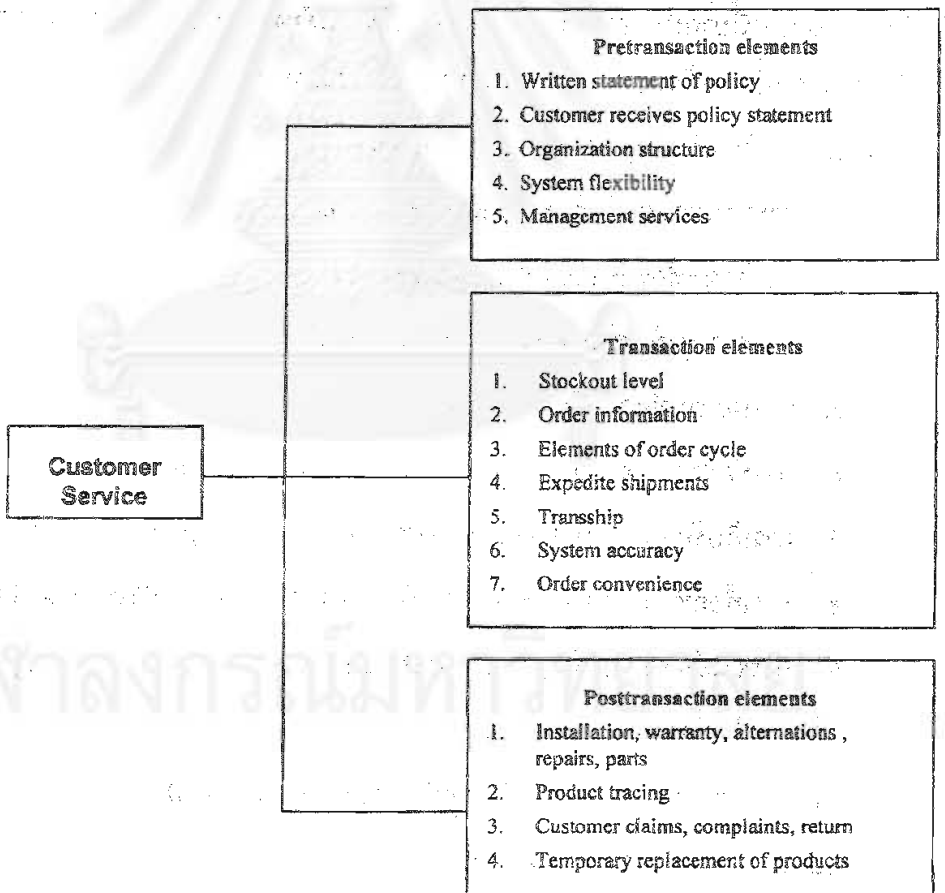 Pretransaction elements
1. Written statement of policy
2. Customer receives policy statement
3. Organization structure
4. System flexibility
5. Management services
Transaction elements
1. Stockout level
2. Order information
3. Elements of order cycle
4. Expedite shipments
5. Transship
6. System accuracy
7. Order convenience
Customer
Service
Posttransaction elements
1. Installation, warranty, alternations ,
repairs, parts
2. Product tracing
3. Customer claims, complaints, return
4. Temporary replacement of products